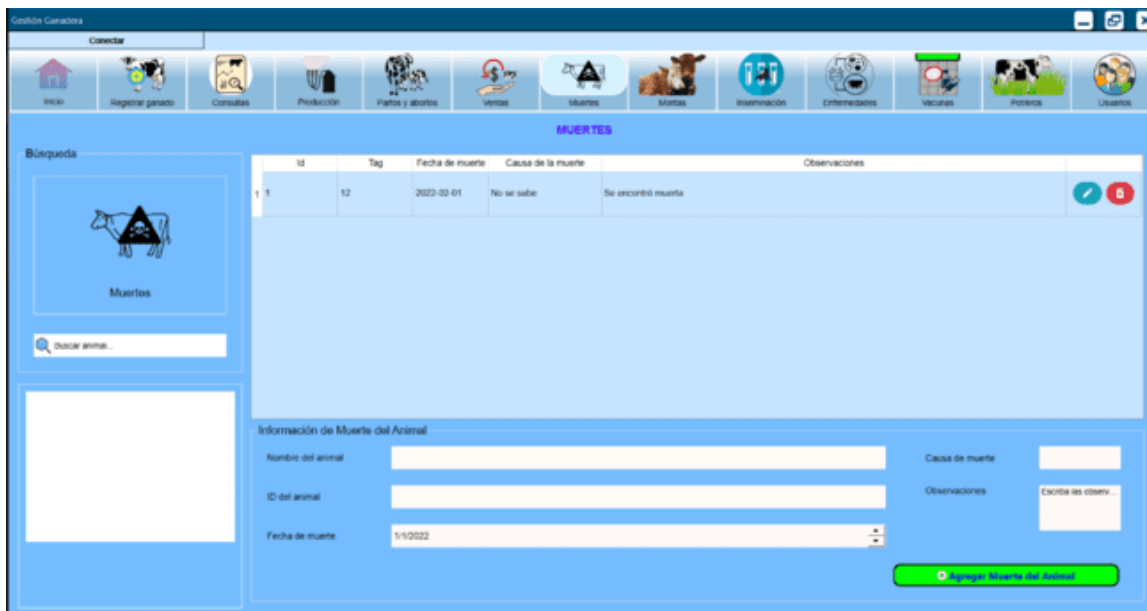 Gestión Ganadera
Conectar
Inicio
Registrar ganado
Consultas
Producción
Partos y abortos
Ventas
Muertes
Montas
Inseminación
Enfermedades
Vacunas
Potreros
Usuarios
MUERTES
Búsqueda
Muertes
Buscar animal...
Id Tag Fecha de muerte Causa de la muerte Observaciones
1 1 12 2022-02-01 No se sabe Se encontró muerta
Información de Muerte del Animal
Nombre del animal
Causa de muerte
ID del animal
Observaciones
Escriba las observ...
Fecha de muerte
1/1/2022
Agregar Muerte del Animal